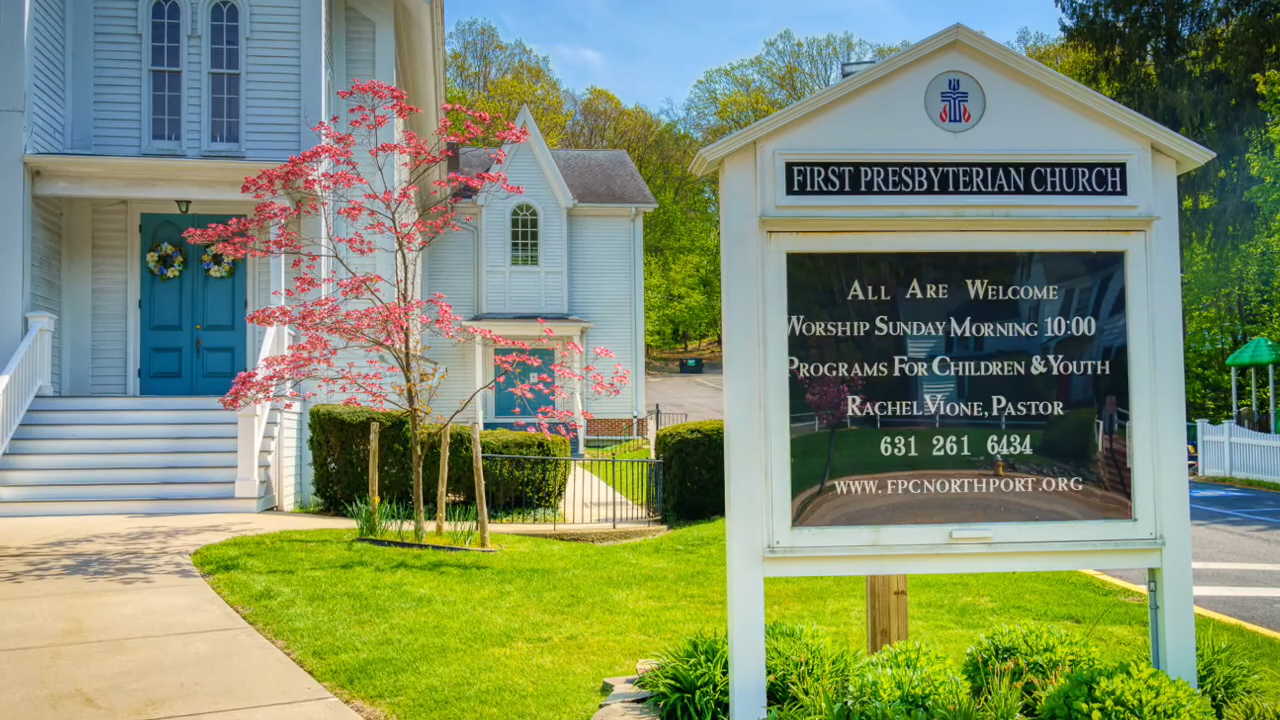 FIRST PRESBYTERIAN CHURCH
ALL ARE WELCOME
WORSHIP SUNDAY MORNING 10:00
PROGRAMS FOR CHILDREN & YOUTH
RACHEL VIONE, PASTOR
631 261 6434
WWW.FPCNORTHPORT.ORG